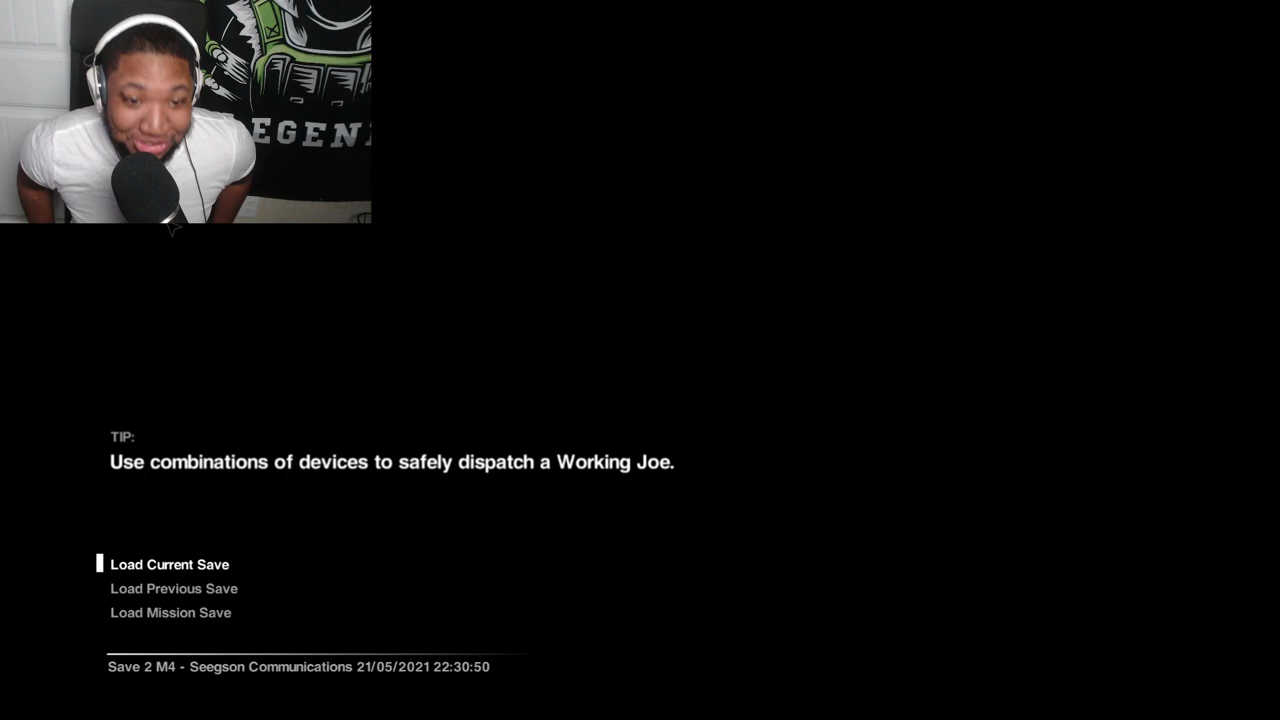 EGEN
TIP:
Use combinations of devices to safely dispatch a Working Joe.
Load Current Save
Load Previous Save
Load Mission Save
Save 2 M4 - Seegson Communications 21/05/2021 22:30:50